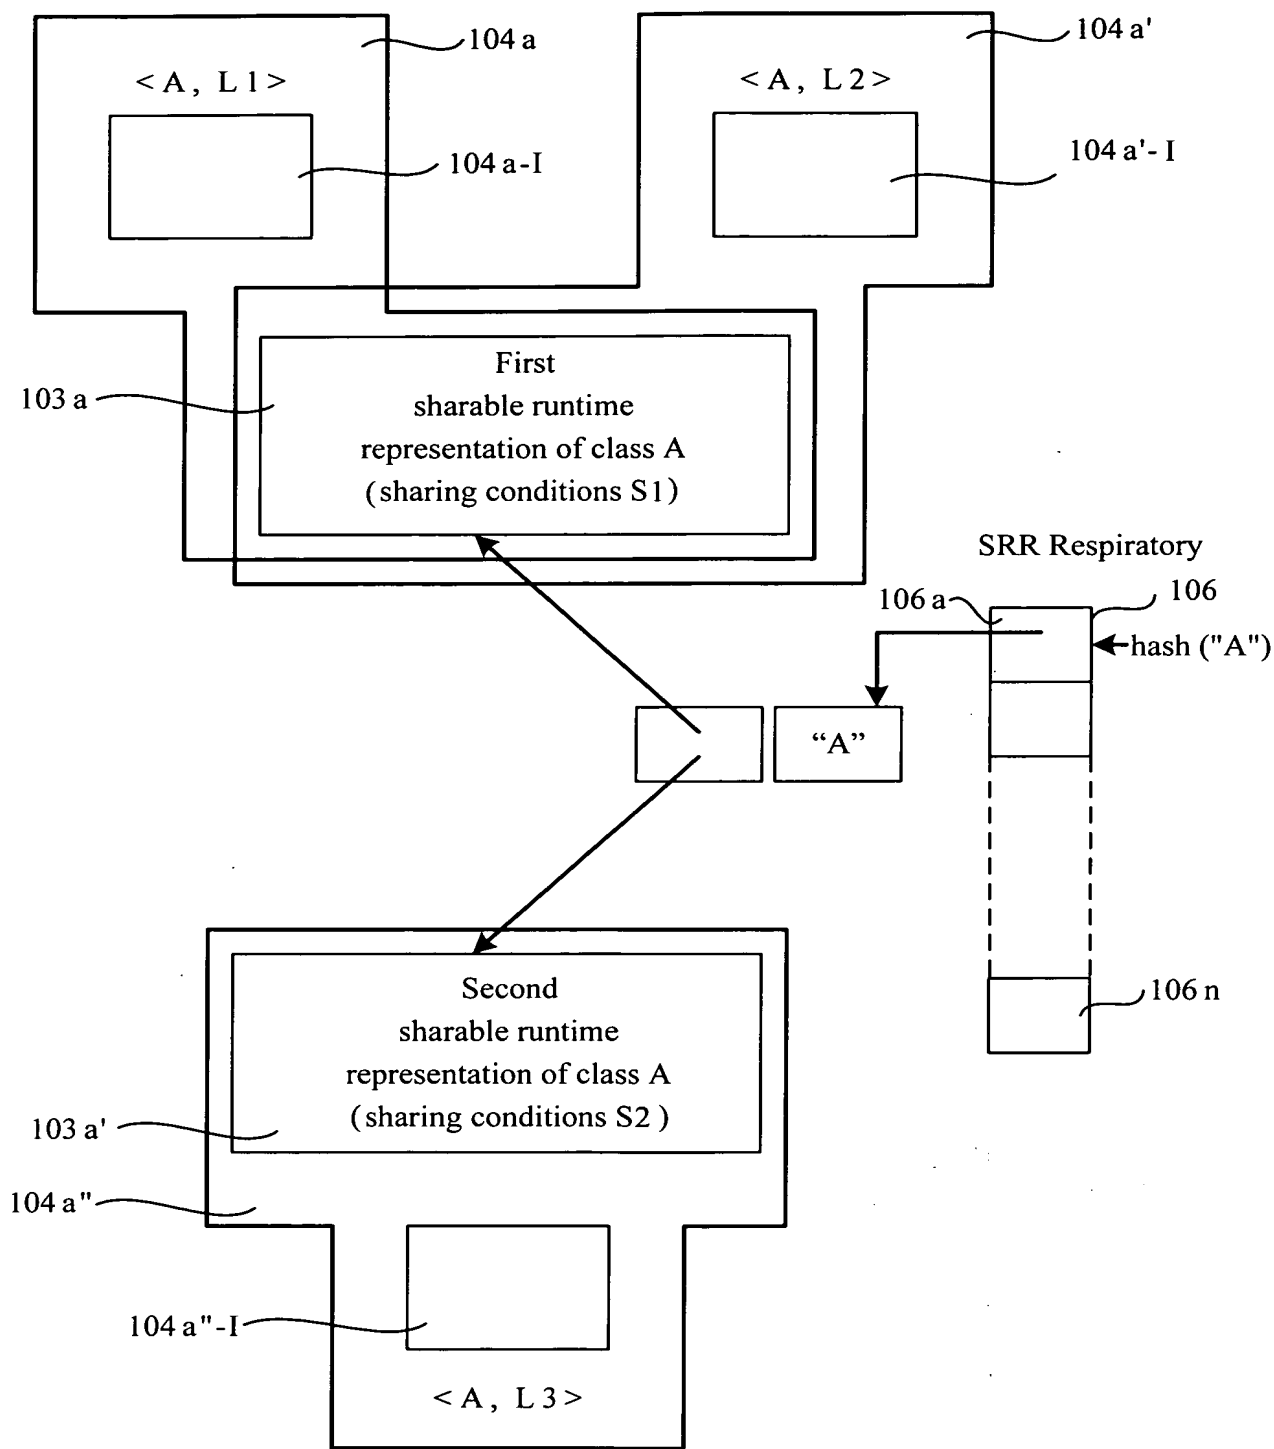 104 a
104 a'
< A , L 1 >
< A , L 2 >
104 a-I
104 a'- I
First
103 a
sharable runtime
representation of class A
(sharing conditions S1)
SRR Respiratory
106 a
106
hash ("A")
“A”
Second
sharable runtime
representation of class A
(sharing conditions S2 )
106 n
103 a'
104 a"
104 a"-I
< A , L 3 >